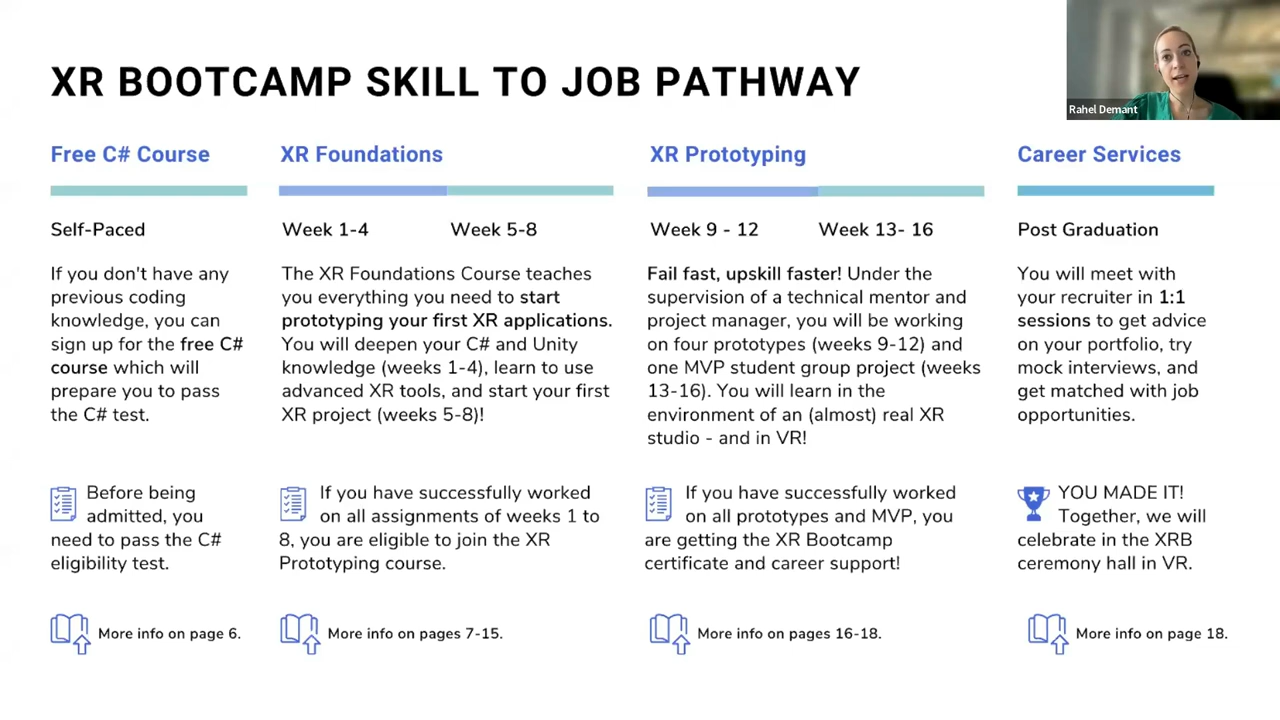 XR BOOTCAMP SKILL TO JOB PATHWAY
Rahel Demant
Free C# Course
Self-Paced
If you don't have any
previous coding
knowledge, you can
sign up for the free C#
course which will
prepare you to pass
the C# test.
Before being
admitted, you
need to pass the C#
eligibility test.
More info on page 6.
XR Foundations
Week 1-4
Week 5-8
The XR Foundations Course teaches
you everything you need to start
prototyping your first XR applications.
You will deepen your C# and Unity
knowledge (weeks 1-4), learn to use
advanced XR tools, and start your first
XR project (weeks 5-8)!
If you have successfully worked
on all assignments of weeks 1 to
8, you are eligible to join the XR
Prototyping course.
More info on pages 7-15.
XR Prototyping
Week 9 - 12
Week 13- 16
Fail fast, upskill faster! Under the
supervision of a technical mentor and
project manager, you will be working
on four prototypes (weeks 9-12) and
one MVP student group project (weeks
13-16). You will learn in the
environment of an (almost) real XR
studio - and in VR!
If you have successfully worked
on all prototypes and MVP, you
are getting the XR Bootcamp
certificate and career support!
More info on pages 16-18.
Career Services
Post Graduation
You will meet with
your recruiter in 1:1
sessions to get advice
on your portfolio, try
mock interviews, and
get matched with job
opportunities.
YOU MADE IT!
Together, we will
celebrate in the XRB
ceremony hall in VR.
More info on page 18.